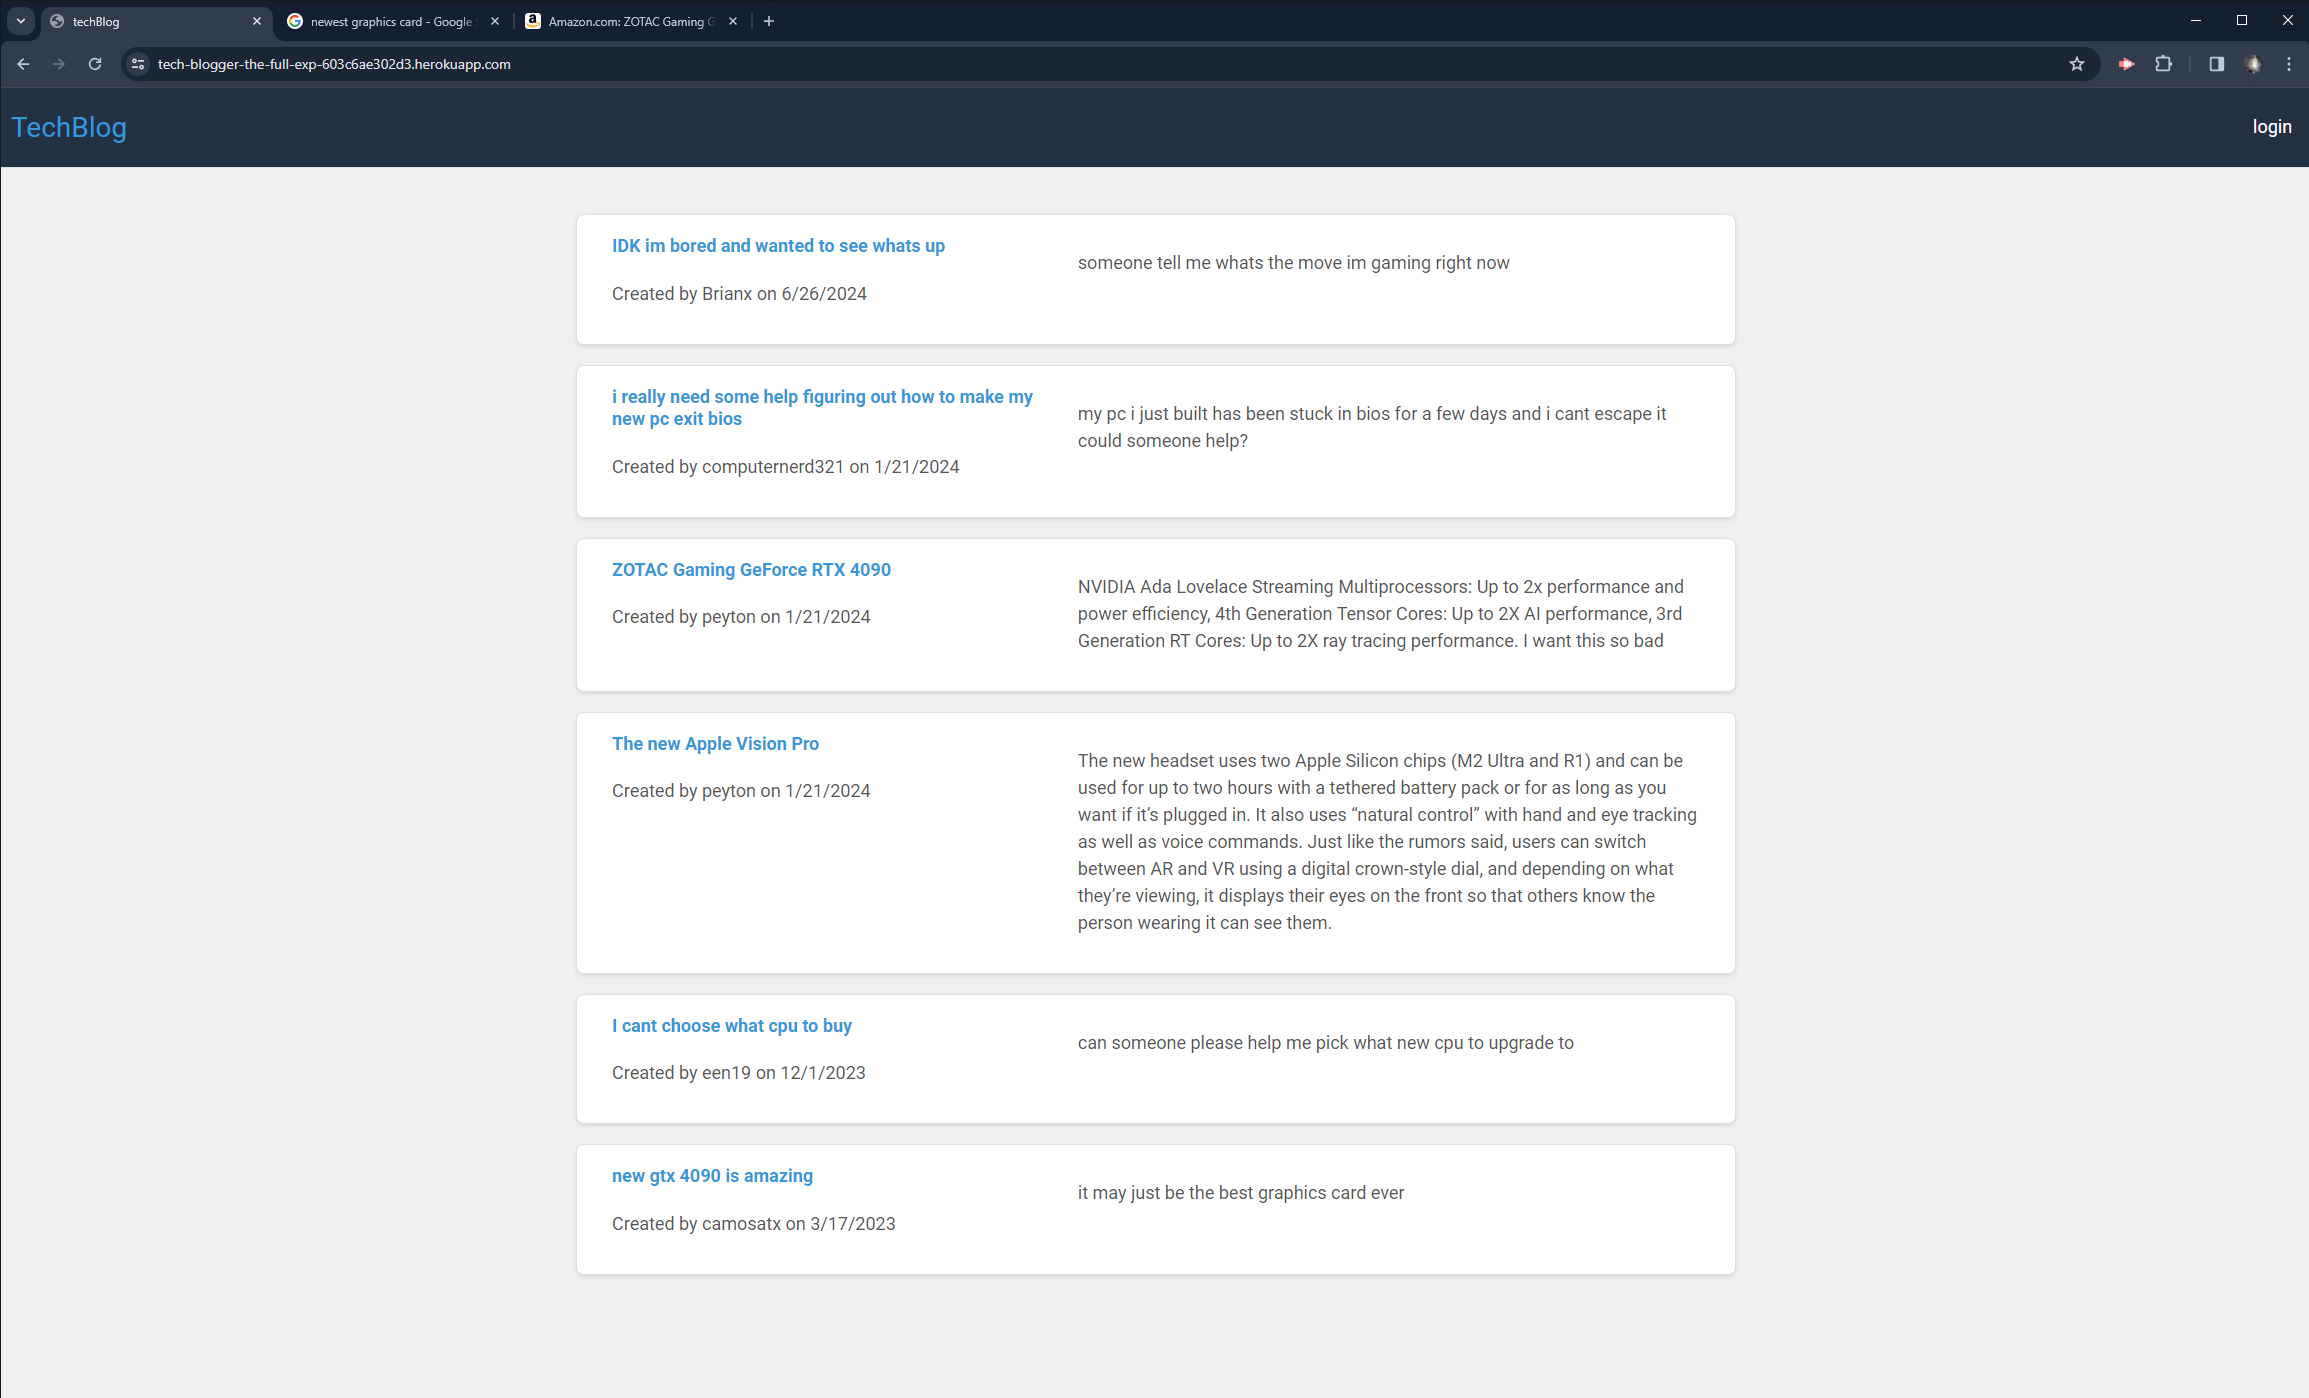 techBlog
newest graphics card - Google
Amazon.com: ZOTAC Gaming G
tech-blogger-the-full-exp-603c6ae302d3.herokuapp.com
TechBlog
login
IDK im bored and wanted to see whats up
Created by Brianx on 6/26/2024
someone tell me whats the move im gaming right now
i really need some help figuring out how to make my
new pc exit bios
Created by computernerd321 on 1/21/2024
my pc i just built has been stuck in bios for a few days and i cant escape it
could someone help?
ZOTAC Gaming GeForce RTX 4090
Created by peyton on 1/21/2024
NVIDIA Ada Lovelace Streaming Multiprocessors: Up to 2x performance and
power efficiency, 4th Generation Tensor Cores: Up to 2X AI performance, 3rd
Generation RT Cores: Up to 2X ray tracing performance. I want this so bad
The new Apple Vision Pro
Created by peyton on 1/21/2024
The new headset uses two Apple Silicon chips (M2 Ultra and R1) and can be
used for up to two hours with a tethered battery pack or for as long as you
want if it’s plugged in. It also uses “natural control” with hand and eye tracking
as well as voice commands. Just like the rumors said, users can switch
between AR and VR using a digital crown-style dial, and depending on what
they’re viewing, it displays their eyes on the front so that others know the
person wearing it can see them.
I cant choose what cpu to buy
Created by een19 on 12/1/2023
can someone please help me pick what new cpu to upgrade to
new gtx 4090 is amazing
Created by camosatx on 3/17/2023
it may just be the best graphics card ever